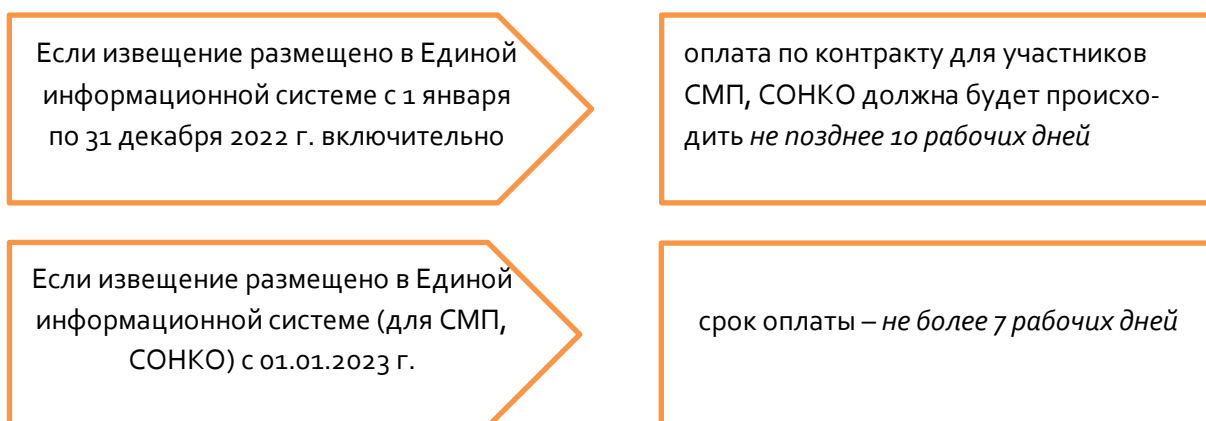 Если извещение размещено в Единой
информационной системе с 1 января
по 31 декабря 2022 г. включительно
оплата по контракту для участников
СМП, СОНКО должна будет происхо-
дить не позднее 10 рабочих дней
Если извещение размещено в Единой
информационной системе (для СМП,
СОНКО) с 01.01.2023 г.
срок оплаты – не более 7 рабочих дней